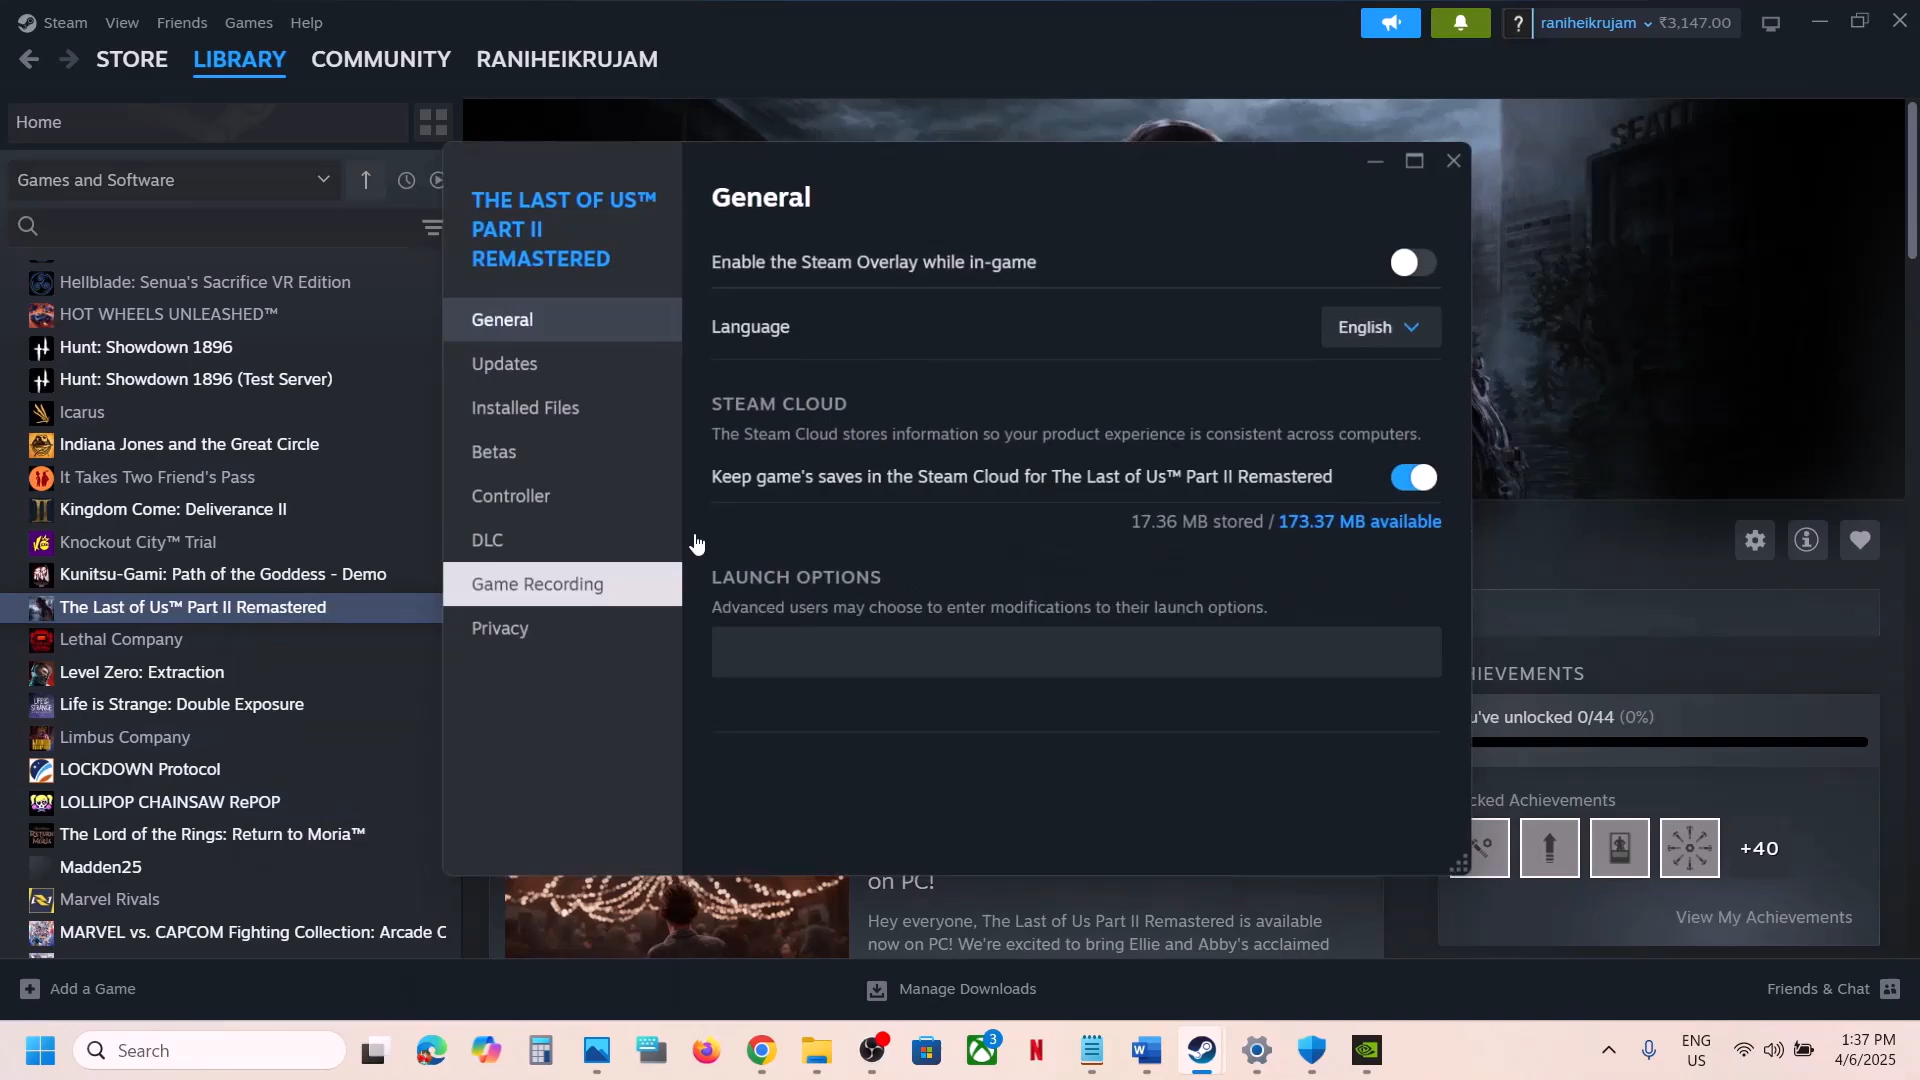 Steam View Friends Games Help
? raniheikrujam ₹3,147.00
STORE LIBRARY COMMUNITY RANIHEIKRUJAM
Home
SEATTL
Games and Software
THE LAST OF US™
PART II
REMASTERED
General
Updates
Installed Files
Betas
Controller
DLC
Game Recording
Privacy
General
Enable the Steam Overlay while in-game
Language English
STEAM CLOUD
The Steam Cloud stores information so your product experience is consistent across computers.
Keep game's saves in the Steam Cloud for The Last of Us™ Part II Remastered
17.36 MB stored / 173.37 MB available
LAUNCH OPTIONS
Advanced users may choose to enter modifications to their launch options.
Hellblade: Senua's Sacrifice VR Edition
HOT WHEELS UNLEASHED™
Hunt: Showdown 1896
Hunt: Showdown 1896 (Test Server)
Icarus
Indiana Jones and the Great Circle
It Takes Two Friend's Pass
Kingdom Come: Deliverance II
Knockout City™ Trial
Kunitsu-Gami: Path of the Goddess - Demo
The Last of Us™ Part II Remastered
Lethal Company
Level Zero: Extraction
Life is Strange: Double Exposure
Limbus Company
LOCKDOWN Protocol
LOLLIPOP CHAINSAW RePOP
The Lord of the Rings: Return to Moria™
Madden25
Marvel Rivals
MARVEL vs. CAPCOM Fighting Collection: Arcade C
HIEVEMENTS
u've unlocked 0/44 (0%)
cked Achievements
+40
View My Achievements
on PC!
Hey everyone, The Last of Us Part II Remastered is available
now on PC! We're excited to bring Ellie and Abby's acclaimed
Add a Game Manage Downloads Friends & Chat
Search
3
ENG
US
1:37 PM
4/6/2025